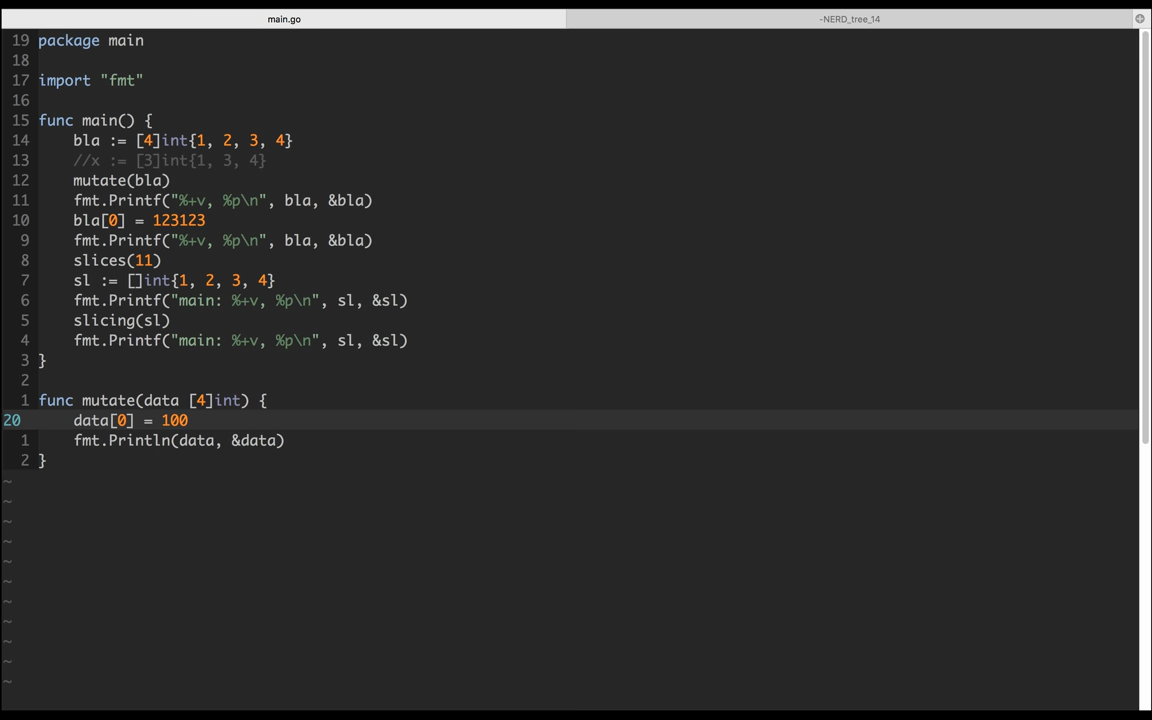 main.go
-NERD_tree_14
19 package main
18
17 import "fmt"
16
15 func main() {
14     bla := [4]int{1, 2, 3, 4}
13     //x := [3]int{1, 3, 4}
12     mutate(bla)
11     fmt.Printf("%+v, %p\n", bla, &bla)
10     bla[0] = 123123
9     fmt.Printf("%+v, %p\n", bla, &bla)
8     slices(11)
7     sl := []int{1, 2, 3, 4}
6     fmt.Printf("main: %+v, %p\n", sl, &sl)
5     slicing(sl)
4     fmt.Printf("main: %+v, %p\n", sl, &sl)
3 }
2
1 func mutate(data [4]int) {
20     data[0] = 100
1     fmt.Println(data, &data)
2 }
~
~
~
~
~
~
~
~
~
~
~